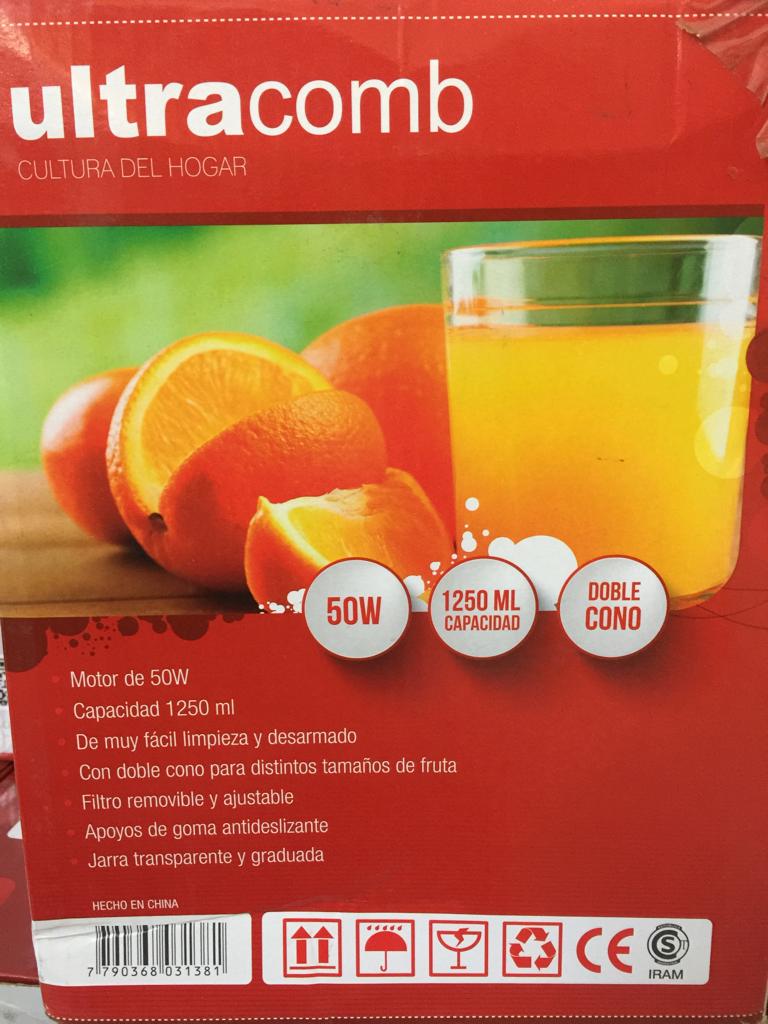 ultracomb
CULTURA DEL HOGAR
50W
1250 ML
CAPACIDAD
DOBLE
CONO
Motor de 50W
Capacidad 1250 ml
De muy fácil limpieza y desarmado
Con doble cono para distintos tamaños de fruta
Filtro removible y ajustable
Apoyos de goma antideslizante
Jarra transparente y graduada
HECHO EN CHINA
7 790368 031381
CE
IRAM